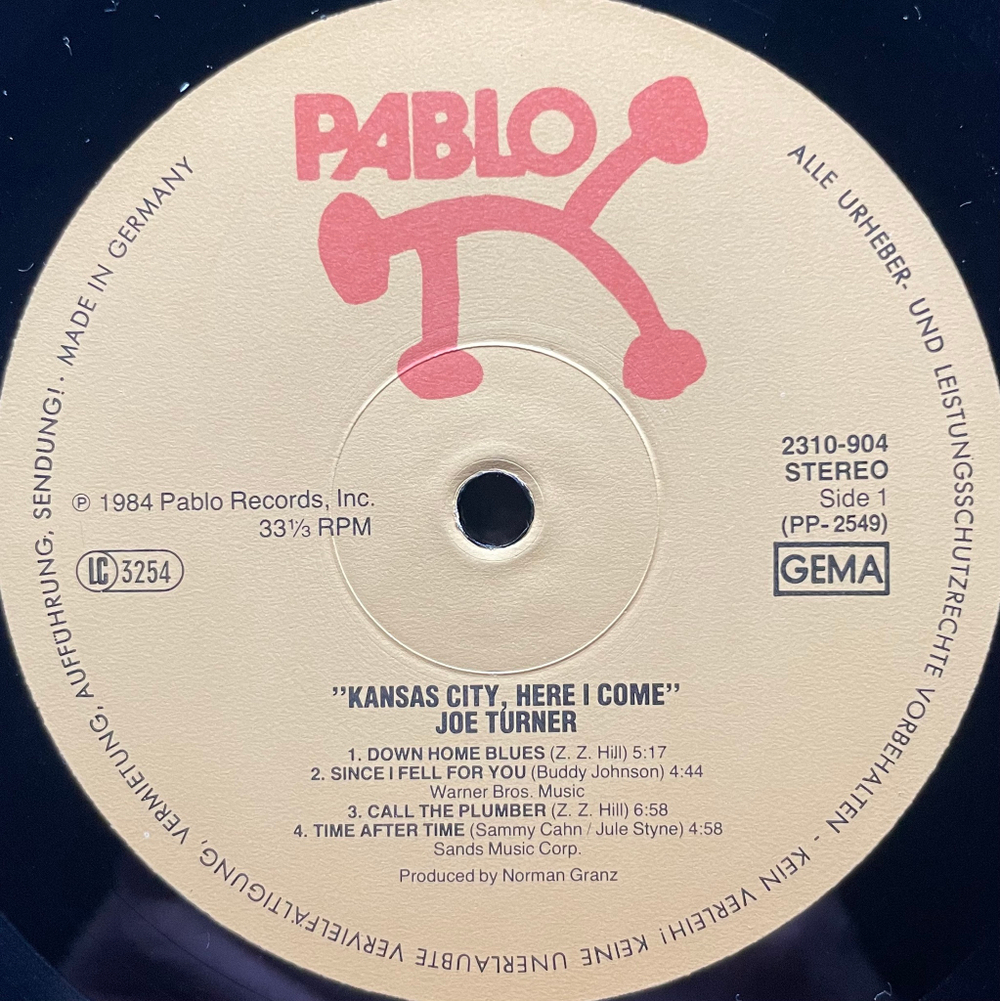 PABLO
ALLE URHEBER- UND LEISTUNGSSCHUTZRECHTE VORBEHALTEN - KEIN VERLEIH! KEINE UNERLAUBTE VERVIELFÄLTIGUNG, VERMIETUNG, AUFFÜHRUNG, SENDUNG! · MADE IN GERMANY
℗ 1984 Pablo Records, Inc.
33⅓ RPM
LC 3254
2310-904
STEREO
Side 1
(PP-2549)
GEMA
"KANSAS CITY, HERE I COME"
JOE TURNER
1. DOWN HOME BLUES (Z. Z. Hill) 5:17
2. SINCE I FELL FOR YOU (Buddy Johnson) 4:44
Warner Bros. Music
3. CALL THE PLUMBER (Z. Z. Hill) 6:58
4. TIME AFTER TIME (Sammy Cahn / Jule Styne) 4:58
Sands Music Corp.
Produced by Norman Granz